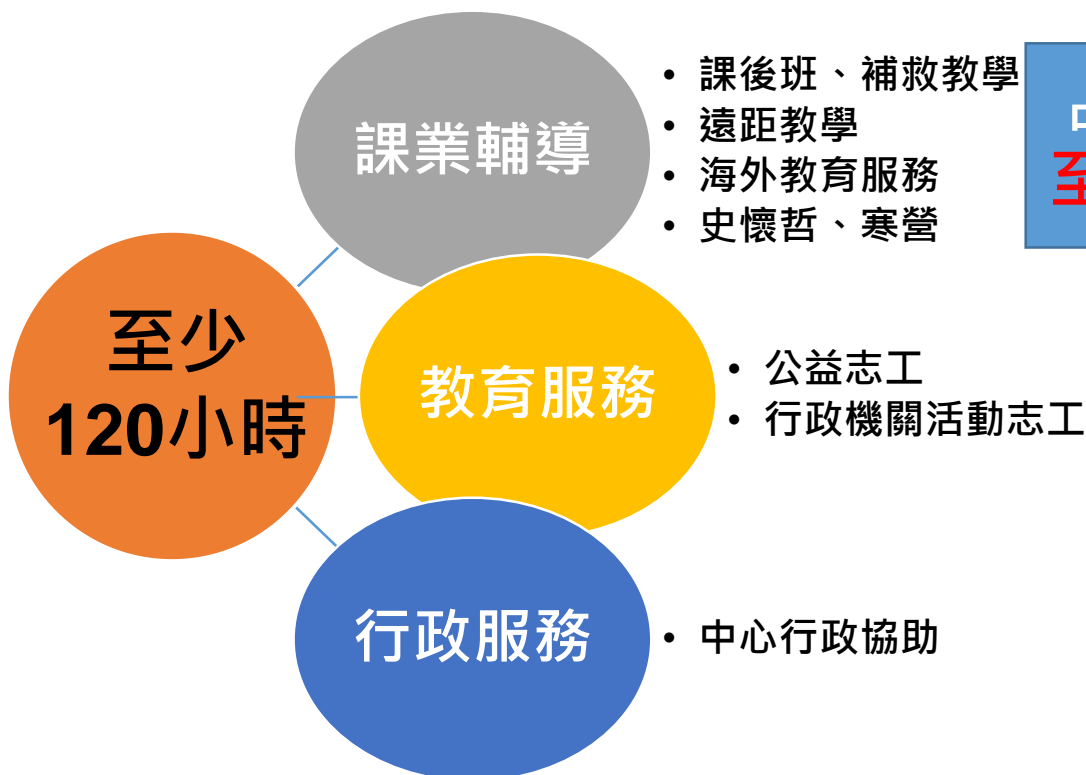 課業輔導
• 課後班、補救教學
• 遠距教學
• 海外教育服務
• 史懷哲、寒營
至
至少
120小時
教育服務
• 公益志工
• 行政機關活動志工
行政服務
• 中心行政協助